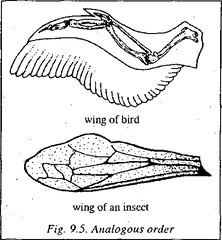 wing of bird
wing of an insect
Fig. 9.5. Analogous order